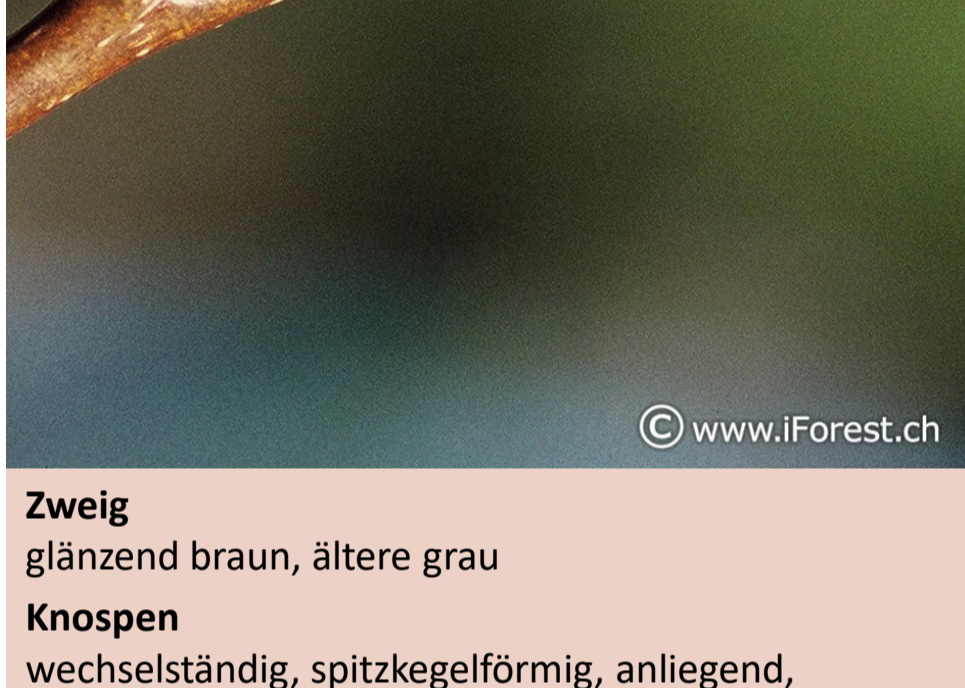 © www.iForest.ch
Zweig
glänzend braun, ältere grau
Knospen
wechselständig, spitzkegelförmig, anliegend,